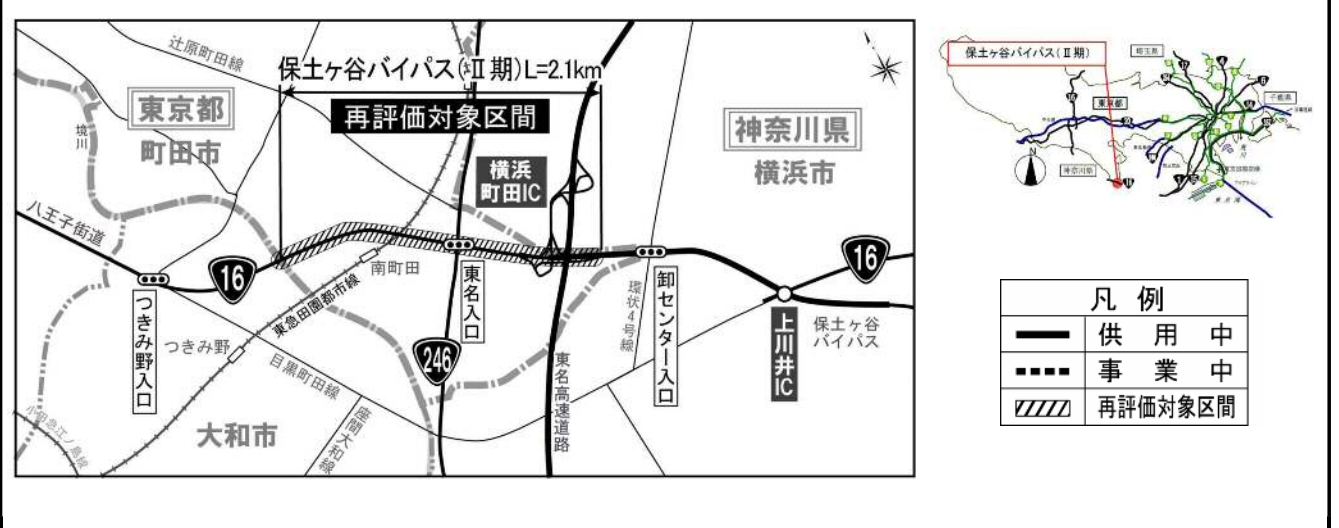 辻原町田線
保土ヶ谷バイパス(Ⅱ期)L=2.1km
再評価対象区間
東京都
町田市
境川
神奈川県
横浜市
横浜
町田IC
八王子街道
16
つきみ野入口
南町田
東急田園都市線
つきみ野
目黒町田線
東名入口
246
東名高速道路
環状4号線
卸センター入口
16
上川井IC
保土ヶ谷
バイパス
大和市
座間大和線
小田急江ノ島線
保土ヶ谷バイパス(Ⅱ期)
埼玉県
東京都
千葉県
神奈川県
N
16
16
凡例
供用中
事業中
再評価対象区間